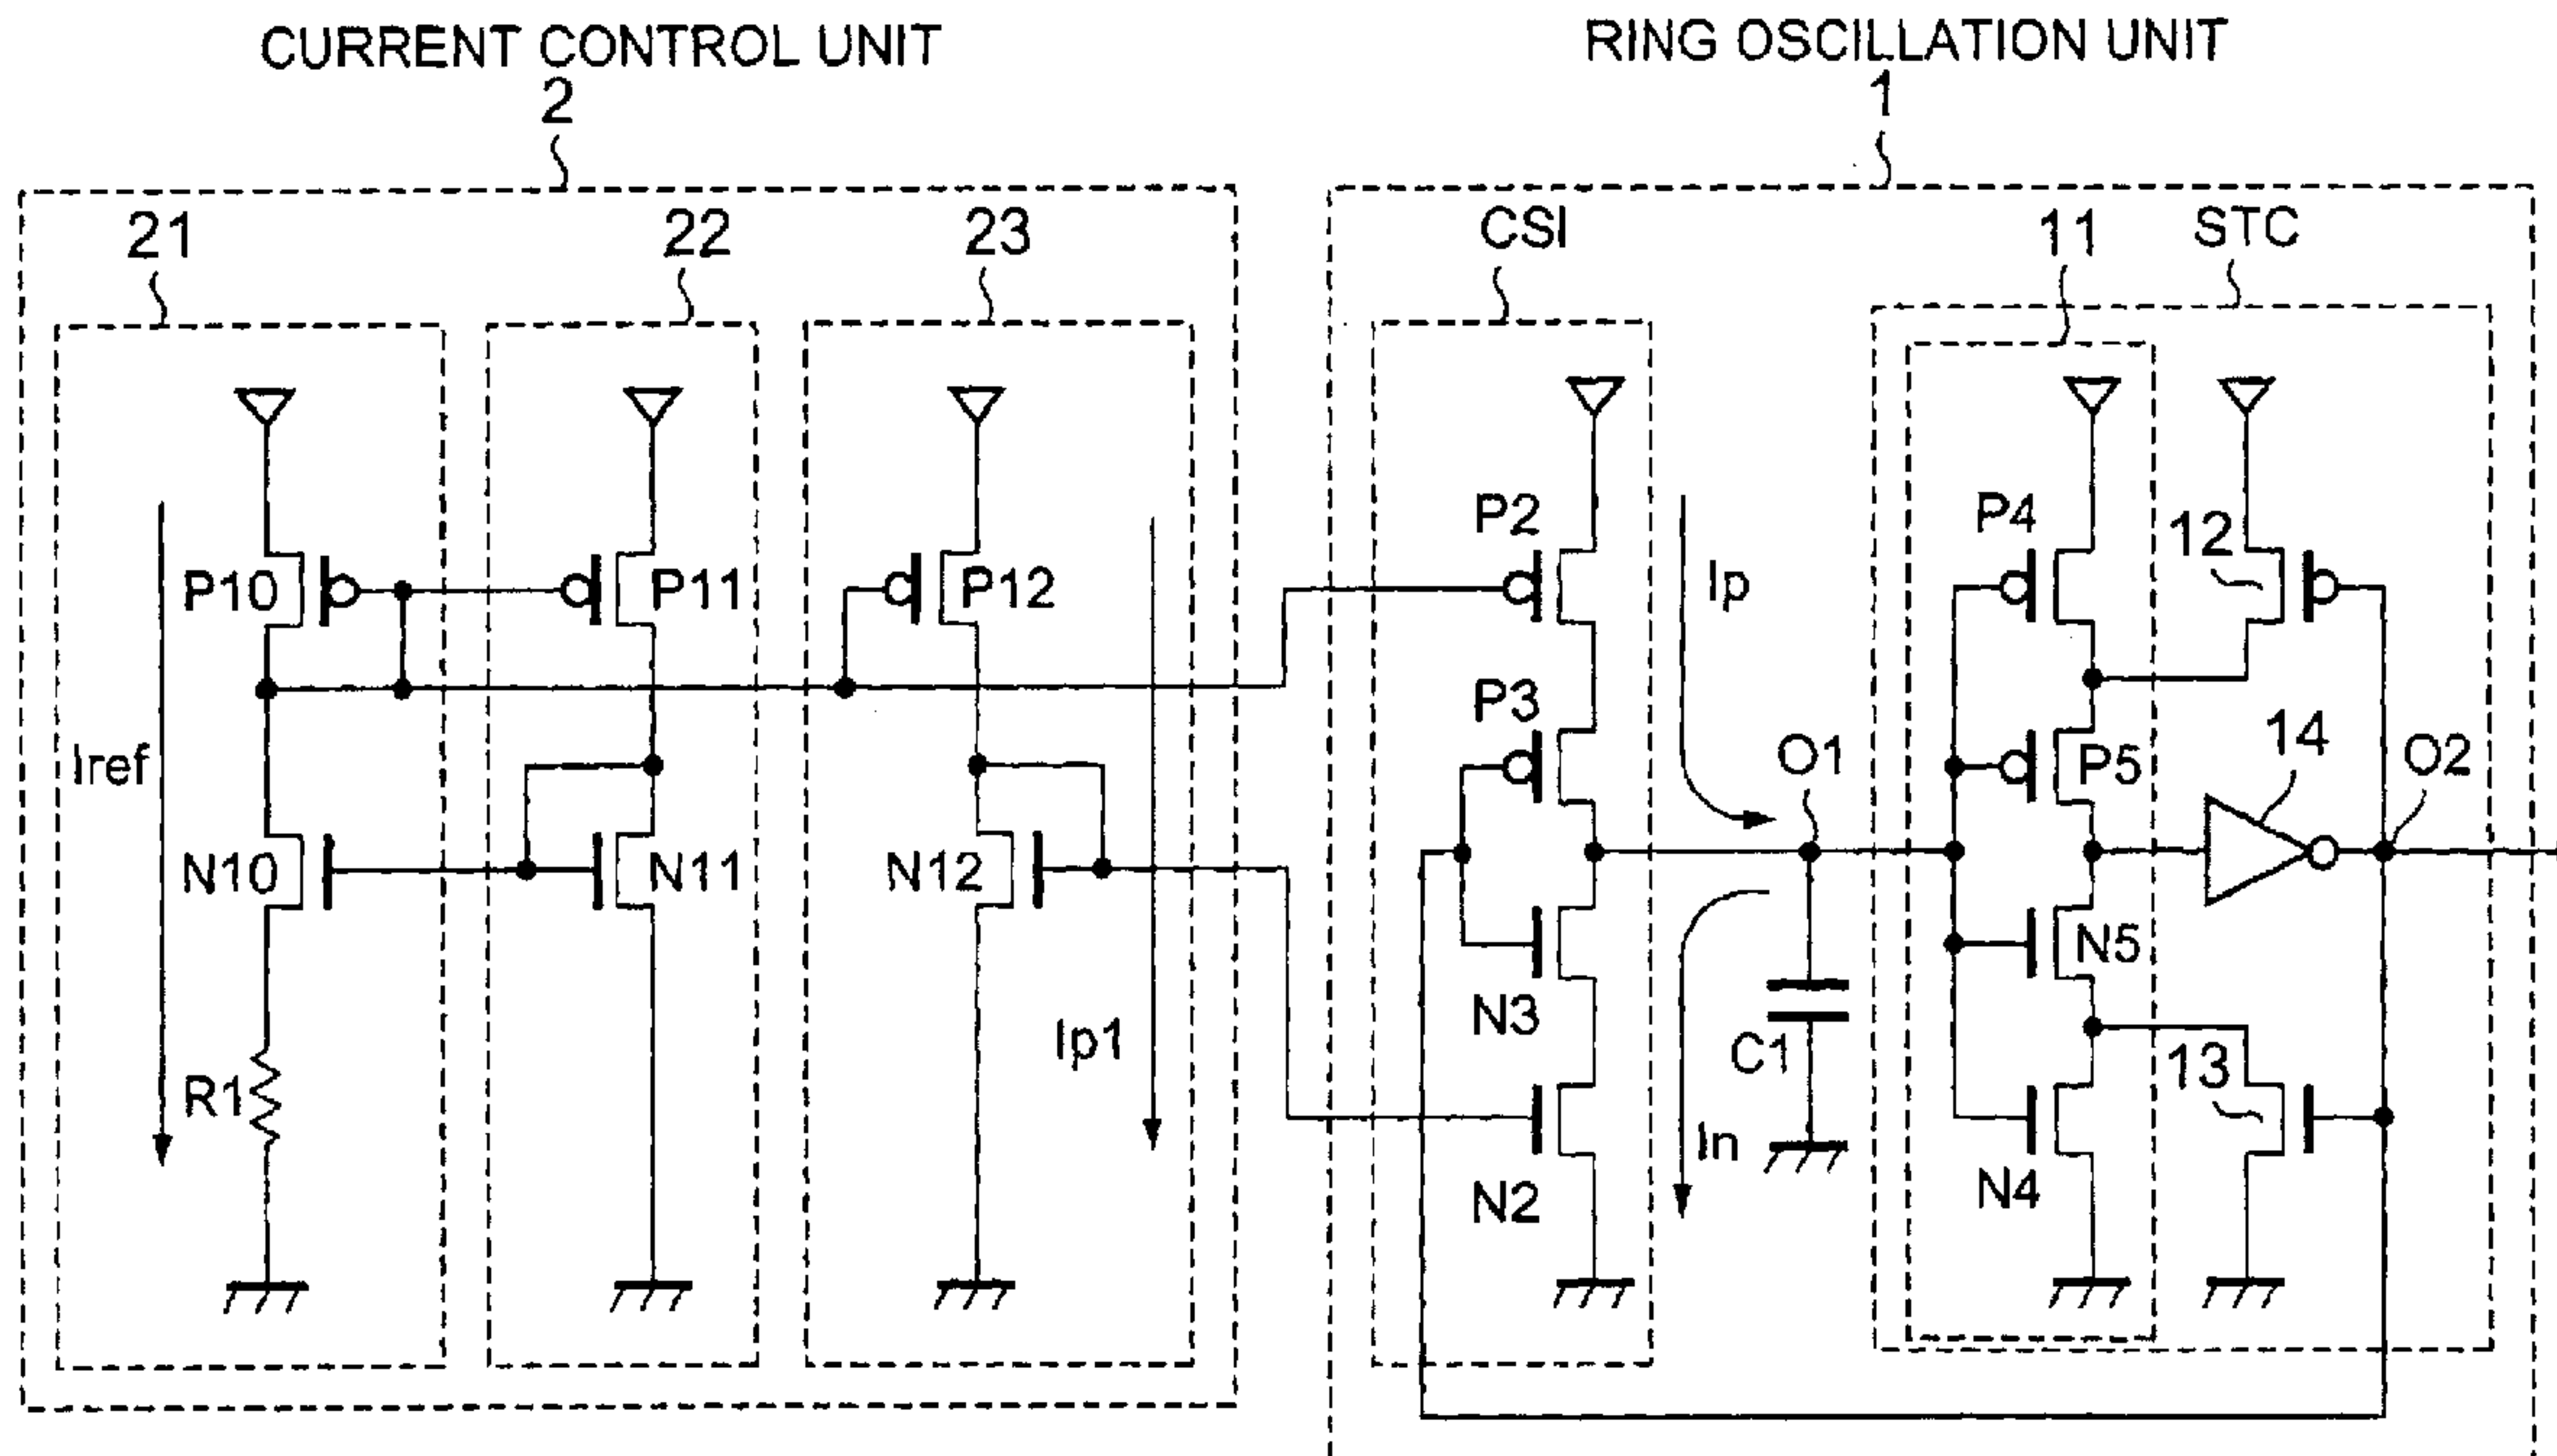 CURRENT CONTROL UNIT
2
RING OSCILLATION UNIT
1
21
22
23
CSI
11
STC
P10
P11
P12
P2
Ip
P4
12
P3
Iref
O1
P5
14
O2
N10
N11
N12
N5
N3
R1
Ip1
C1
13
In
N2
N4